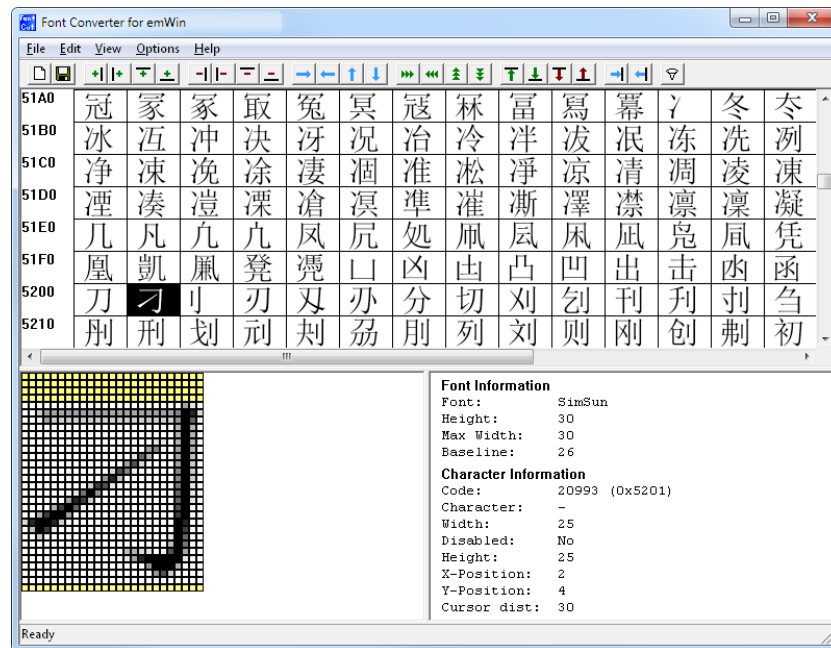 Font Converter for emWin
File Edit View Options Help
51A0 冠 冡 冢 冣 冤 冥 冦 冧 冨 冩 冪 冫 冬 冭
51B0 冰 冱 冲 决 冴 况 冶 冷 冸 冹 冺 冻 冼 冽
51C0 净 凁 凂 凃 凄 凅 准 凇 凈 凉 凊 凋 凌 凍
51D0 凐 凑 凒 凓 凔 凕 凖 凗 凘 凙 凚 凛 凜 凝
51E0 几 凡 凢 凣 凤 凥 処 凧 凨 凩 凪 凫 凬 凭
51F0 凰 凱 凲 凳 凴 凵 凶 凷 凸 凹 出 击 凼 函
5200 刀 刁 刂 刃 刄 刅 分 切 刈 刉 刊 刋 刌 刍
5210 刐 刑 划 刓 刔 刕 刖 列 刘 则 刚 创 刜 初
Font Information
Font: SimSun
Height: 30
Max Width: 30
Baseline: 26
Character Information
Code: 20993 (0x5201)
Character: -
Width: 25
Disabled: No
Height: 25
X-Position: 2
Y-Position: 4
Cursor dist: 30
Ready